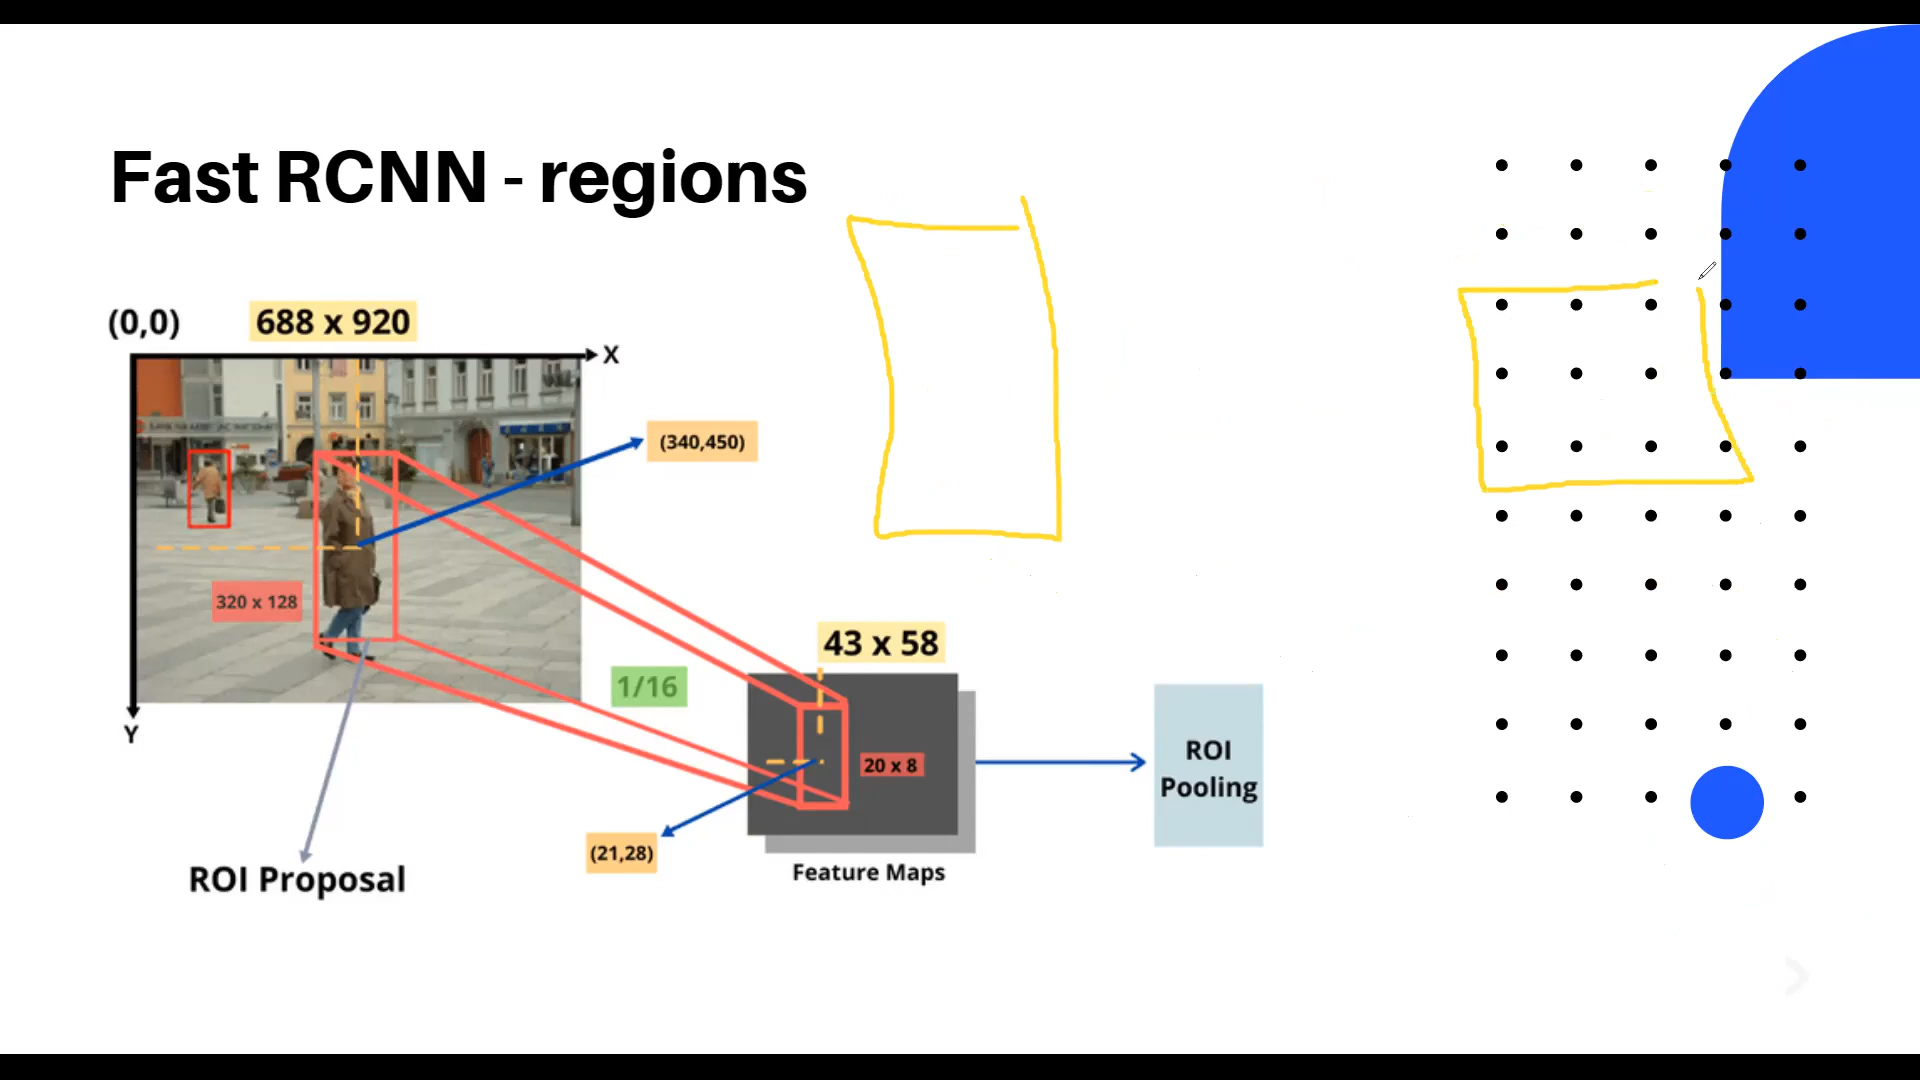 Fast RCNN - regions
(0,0)
688 x 920
X
(340,450)
320 x 128
43 x 58
1/16
Y
20 x 8
ROI
Pooling
(21,28)
Feature Maps
ROI Proposal